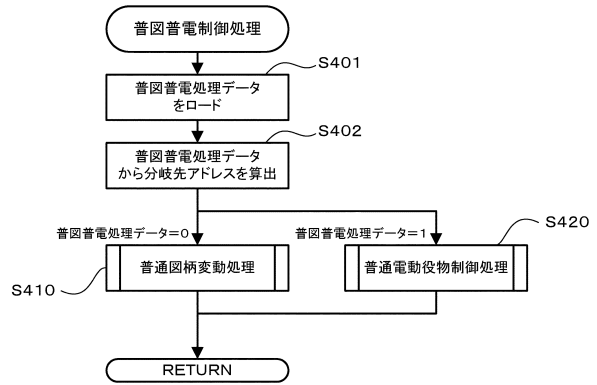 普図普電制御処理
S401
普図普電処理データ
をロード
S402
普図普電処理データ
から分岐先アドレスを算出
普図普電処理データ=0
普図普電処理データ=1
S420
普通図柄変動処理
普通電動役物制御処理
S410
RETURN